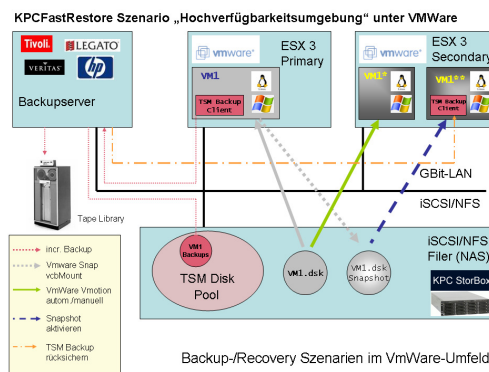 KPCFastRestore Szenario „Hochverfügbarkeitsumgebung“ unter VMWare
Tivoli.
LEGATO
VERITAS
hp
Backupserver
vmware
ESX 3
Primary
VM1
TSM Backup
Client
vmware
ESX 3
Secondary
VM1*
VM1**
TSM Backup
Client
GBit-LAN
iSCSI/NFS
Tape Library
incr. Backup
Vmware Snap
vcbMount
VmWare Vmotion
autom./manuell
Snapshot
aktivieren
TSM Backup
rücksichern
VM1
Backups
TSM Disk
Pool
VM1.dsk
VM1.dsk
Snapshot
iSCSI/NFS
Filer (NAS)
KPC StorBox
Backup-/Recovery Szenarien im VmWare-Umfeld